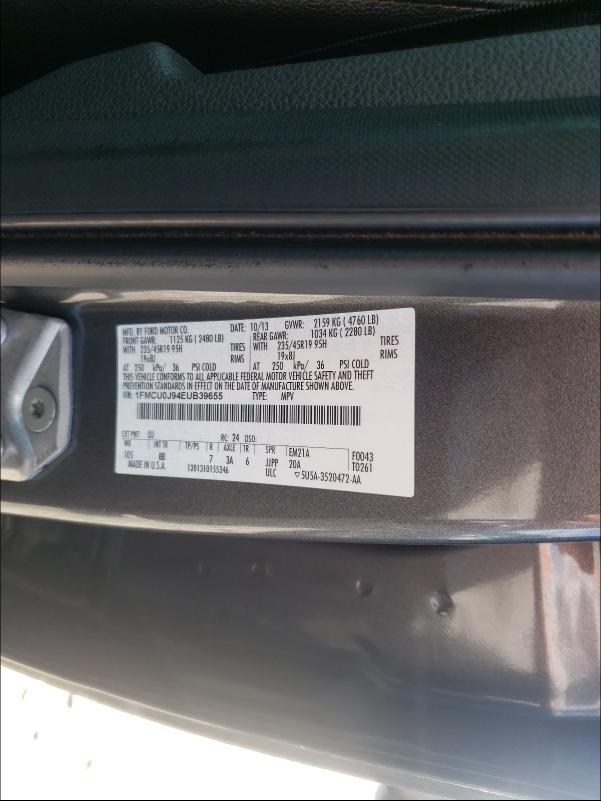 MFD. BY FORD MOTOR CO. DATE: 10/13 GVWR: 2159 KG ( 4760 LB)
FRONT GAWR: 1125 KG ( 2480 LB) REAR GAWR: 1034 KG ( 2280 LB)
WITH 235/45R19 95H TIRES WITH 235/45R19 95H TIRES
19x8J RIMS 19x8J RIMS
AT 250 kPa/ 36 PSI COLD AT 250 kPa/ 36 PSI COLD
THIS VEHICLE CONFORMS TO ALL APPLICABLE FEDERAL MOTOR VEHICLE SAFETY AND THEFT
PREVENTION STANDARDS IN EFFECT ON THE DATE OF MANUFACTURE SHOWN ABOVE.
VIN: 1FMCU0J94EUB39655 TYPE: MPV
EXT PNT: UJ RC: 24 DSO:
WB INT TR TP/PS R AXLE TR SPR EM21A F0043
105 88 7 3A 6 JJPP 20A T0261
MADE IN U.S.A. 1201310155346 ULC ▽5U5A-3520472-AA